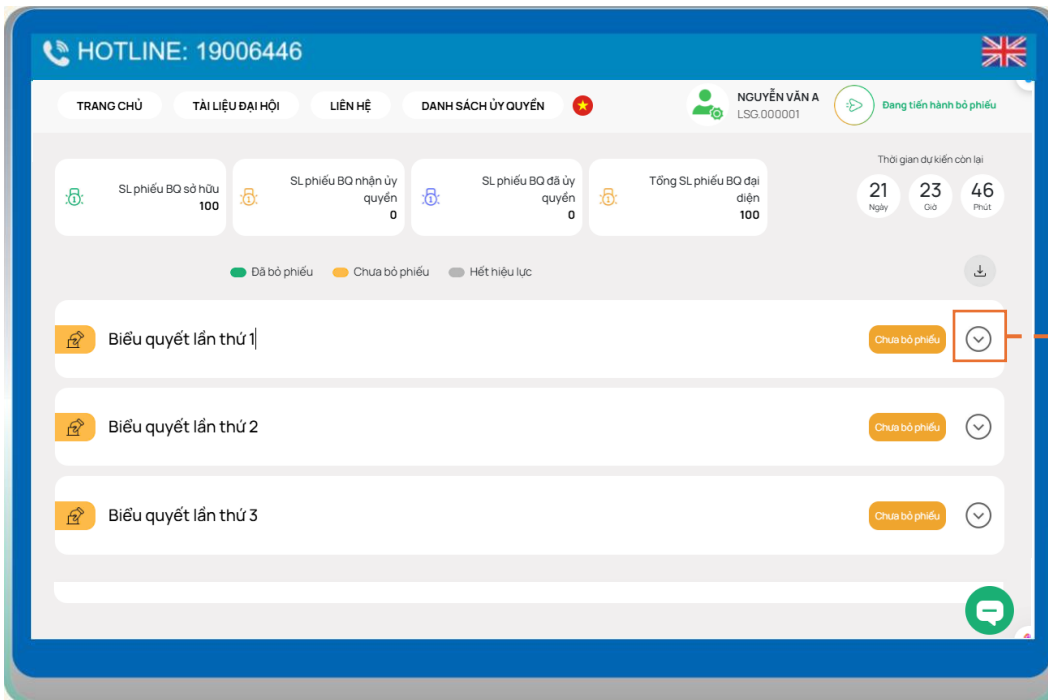 HOTLINE: 19006446
TRANG CHỦ
TÀI LIỆU ĐẠI HỘI
LIÊN HỆ
DANH SÁCH ỦY QUYỀN
NGUYỄN VĂN A
LSG.000001
Đang tiến hành bỏ phiếu
SL phiếu BQ sở hữu
100
SL phiếu BQ nhận ủy
quyền
0
SL phiếu BQ đã ủy
quyền
0
Tổng SL phiếu BQ đại
diện
100
Thời gian dự kiến còn lại
21
Ngày
23
Giờ
46
Phút
Đã bỏ phiếu
Chưa bỏ phiếu
Hết hiệu lực
Biểu quyết lần thứ 1
Chưa bỏ phiếu
Biểu quyết lần thứ 2
Chưa bỏ phiếu
Biểu quyết lần thứ 3
Chưa bỏ phiếu